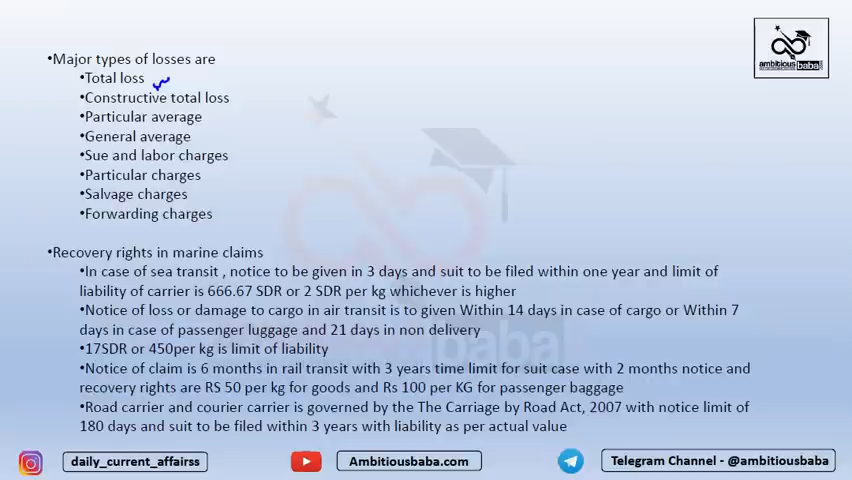 •Major types of losses are
•Total loss
•Constructive total loss
•Particular average
•General average
•Sue and labor charges
•Particular charges
•Salvage charges
•Forwarding charges
•Recovery rights in marine claims
•In case of sea transit , notice to be given in 3 days and suit to be filed within one year and limit of
liability of carrier is 666.67 SDR or 2 SDR per kg whichever is higher
•Notice of loss or damage to cargo in air transit is to given Within 14 days in case of cargo or Within 7
days in case of passenger luggage and 21 days in non delivery
•17SDR or 450per kg is limit of liability
•Notice of claim is 6 months in rail transit with 3 years time limit for suit case with 2 months notice and
recovery rights are RS 50 per kg for goods and Rs 100 per KG for passenger baggage
•Road carrier and courier carrier is governed by the The Carriage by Road Act, 2007 with notice limit of
180 days and suit to be filed within 3 years with liability as per actual value
ambitiousbaba
daily_current_affairss
Ambitiousbaba.com
Telegram Channel - @ambitiousbaba